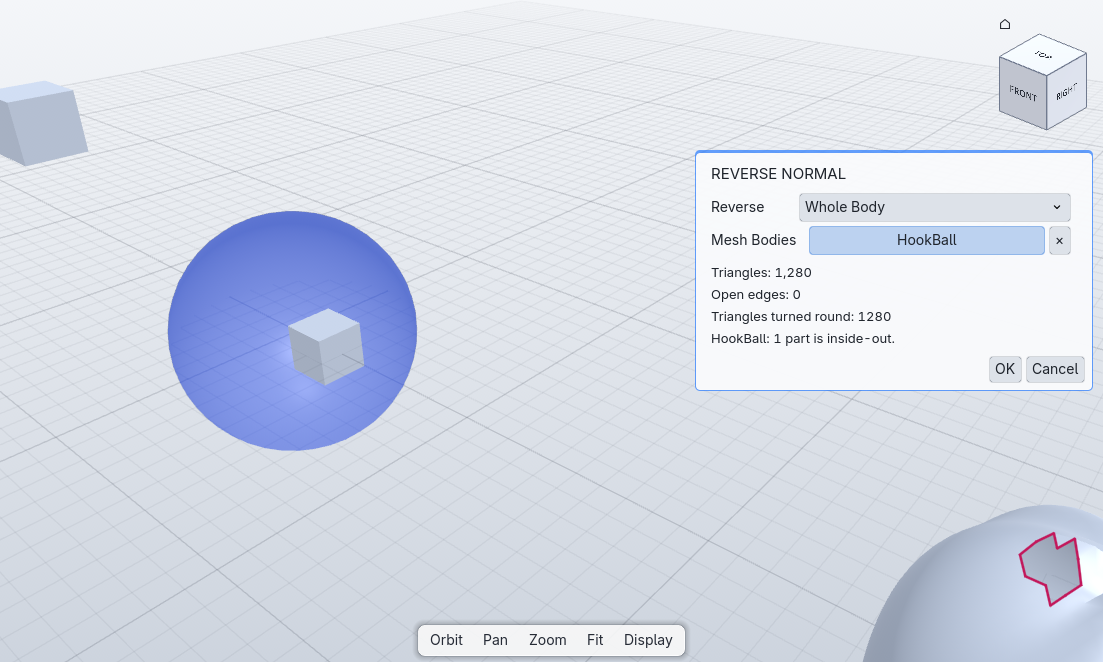 TOP
FRONT
RIGHT
REVERSE NORMAL
Reverse Whole Body
Mesh Bodies HookBall ×
Triangles: 1,280
Open edges: 0
Triangles turned round: 1280
HookBall: 1 part is inside-out.
OK Cancel
Orbit Pan Zoom Fit Display